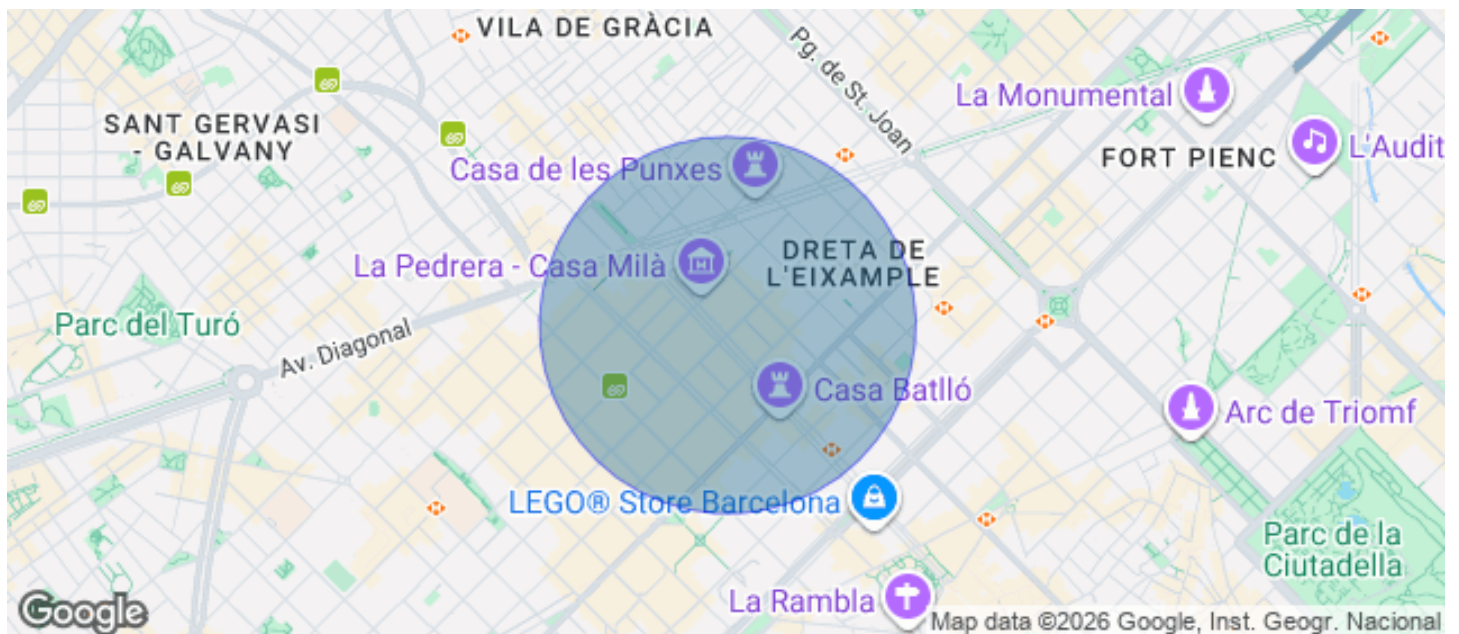 VILA DE GRÀCIA
Pg. de St. Joan
La Monumental
SANT GERVASI
- GALVANY
FORT PIENC
L'Audit
Casa de les Punxes
DRETA DE
L'EIXAMPLE
La Pedrera - Casa Milà
Parc del Turó
Av. Diagonal
Casa Batlló
Arc de Triomf
LEGO® Store Barcelona
Parc de la
Ciutadella
La Rambla
Google
Map data ©2026 Google, Inst. Geogr. Nacional